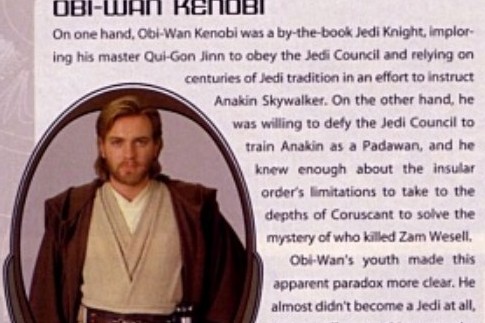 OBI-WAN KENOBI
On one hand, Obi-Wan Kenobi was a by-the-book Jedi Knight, implor-
ing his master Qui-Gon Jinn to obey the Jedi Council and relying on
centuries of Jedi tradition in an effort to instruct
Anakin Skywalker. On the other hand, he
was willing to defy the Jedi Council to
train Anakin as a Padawan, and he
knew enough about the insular
order's limitations to take to the
depths of Coruscant to solve the
mystery of who killed Zam Wesell.
Obi-Wan's youth made this
apparent paradox more clear. He
almost didn't become a Jedi at all,